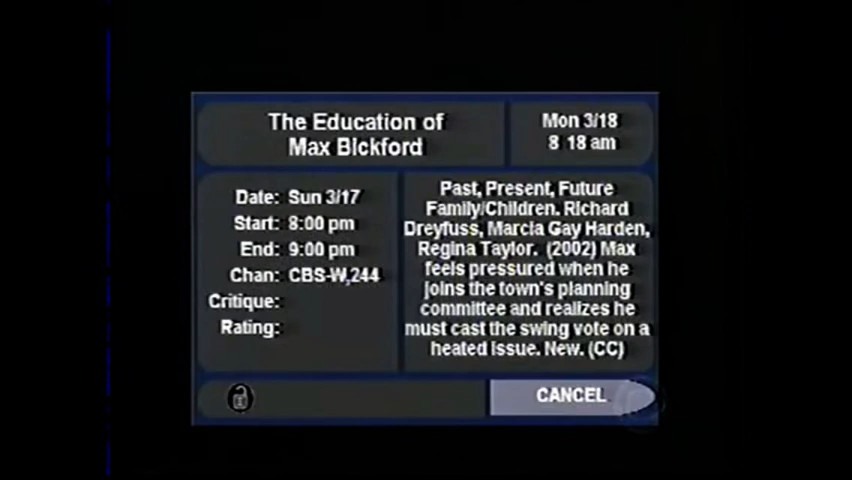 The Education of
Max Bickford
Mon 3/18
8 18 am
Date: Sun 3/17
Start: 8:00 pm
End: 9:00 pm
Chan: CBS-W,244
Critique:
Rating:
Past, Present, Future
Family/Children. Richard
Dreyfuss, Marcia Gay Harden,
Regina Taylor. (2002) Max
feels pressured when he
joins the town's planning
committee and realizes he
must cast the swing vote on a
heated issue. New. (CC)
CANCEL